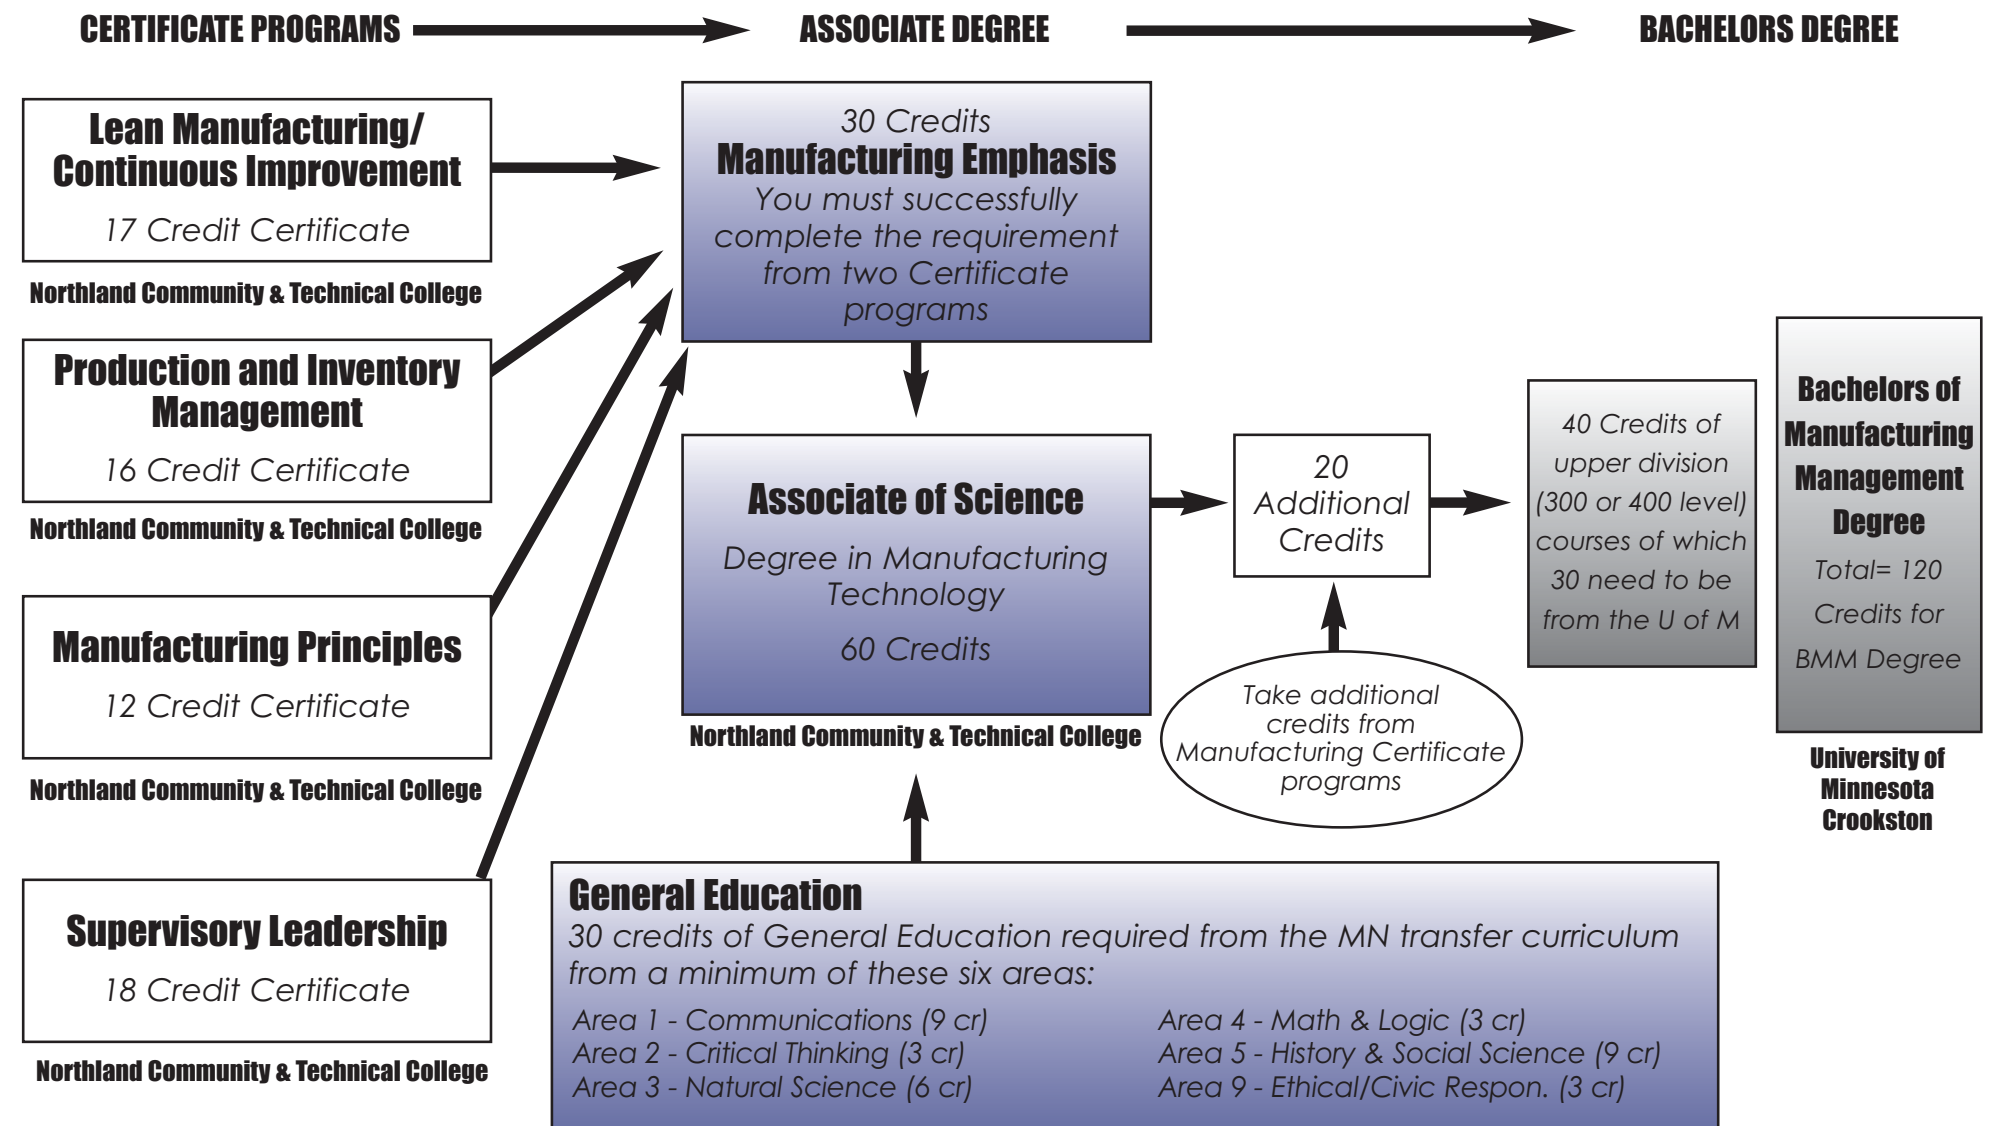 CERTIFICATE PROGRAMS
ASSOCIATE DEGREE
BACHELORS DEGREE
Lean Manufacturing/
Continuous Improvement
17 Credit Certificate
Northland Community & Technical College
Production and Inventory
Management
16 Credit Certificate
Northland Community & Technical College
Manufacturing Principles
12 Credit Certificate
Northland Community & Technical College
Supervisory Leadership
18 Credit Certificate
Northland Community & Technical College
30 Credits
Manufacturing Emphasis
You must successfully
complete the requirement
from two Certificate
programs
Associate of Science
Degree in Manufacturing
Technology
60 Credits
Northland Community & Technical College
20
Additional
Credits
Take additional
credits from
Manufacturing Certificate
programs
40 Credits of
upper division
(300 or 400 level)
courses of which
30 need to be
from the U of M
Bachelors of
Manufacturing
Management
Degree
Total= 120
Credits for
BMM Degree
University of
Minnesota
Crookston
General Education
30 credits of General Education required from the MN transfer curriculum
from a minimum of these six areas:
Area 1 - Communications (9 cr)
Area 2 - Critical Thinking (3 cr)
Area 3 - Natural Science (6 cr)
Area 4 - Math & Logic (3 cr)
Area 5 - History & Social Science (9 cr)
Area 9 - Ethical/Civic Respon. (3 cr)